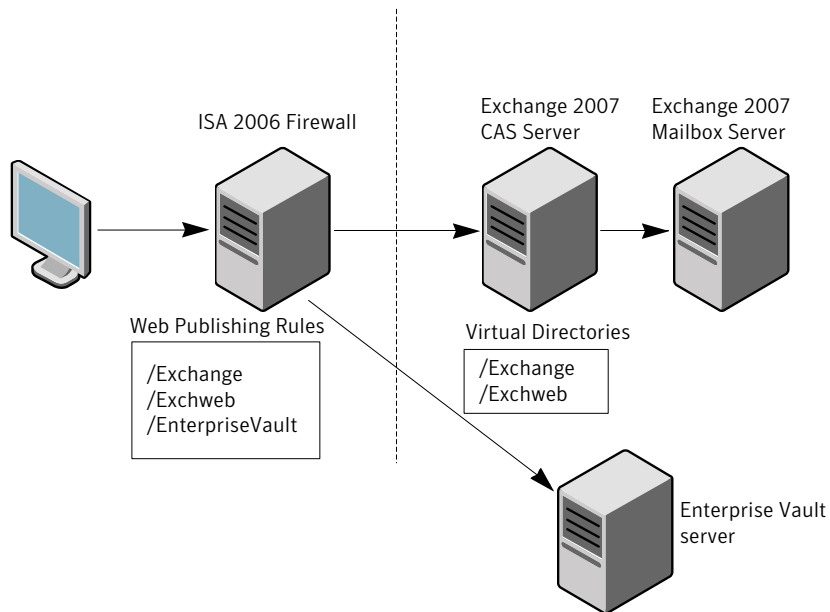 ISA 2006 Firewall
Exchange 2007
CAS Server
Exchange 2007
Mailbox Server
Web Publishing Rules
/Exchange
/Exchweb
/EnterpriseVault
Virtual Directories
/Exchange
/Exchweb
Enterprise Vault
server